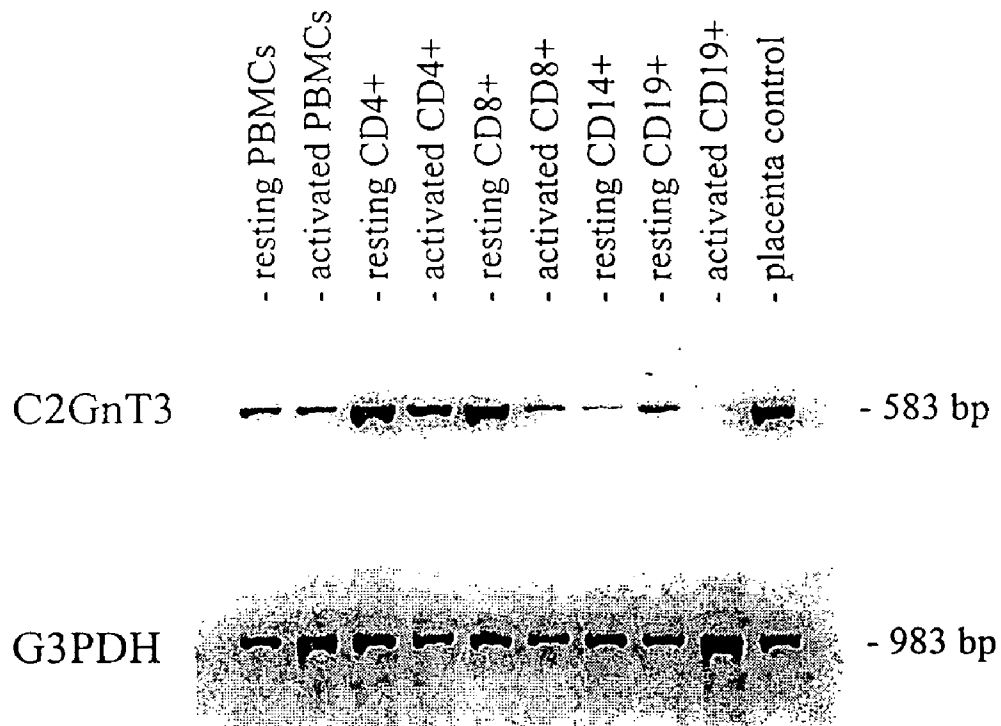 - resting PBMCs
- activated PBMCs
- resting CD4+
- activated CD4+
- resting CD8+
- activated CD8+
- resting CD14+
- resting CD19+
- activated CD19+
- placenta control
C2GnT3
- 583 bp
G3PDH
- 983 bp